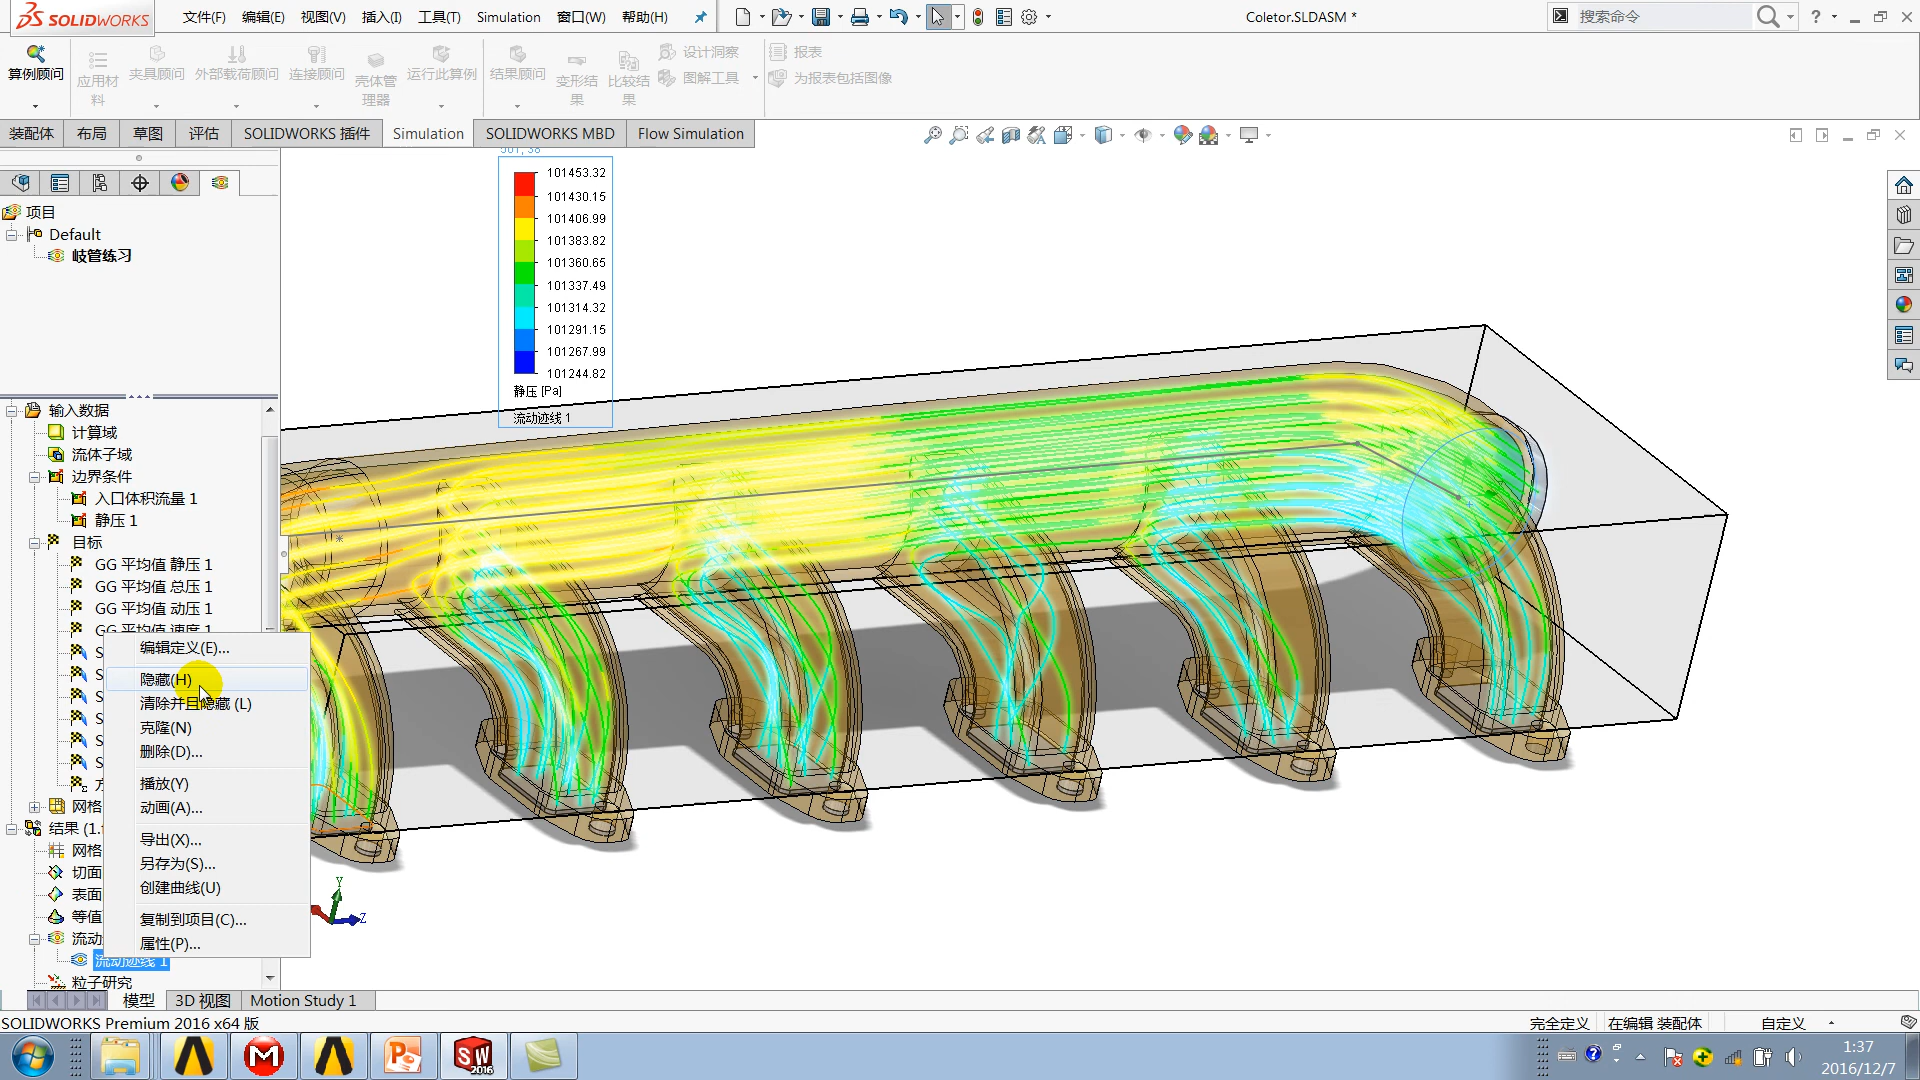 SOLIDWORKS 文件(F) 编辑(E) 视图(V) 插入(I) 工具(T) Simulation 窗口(W) 帮助(H) Coletor.SLDASM * 搜索命令 ?
算例顾问 应用材料 夹具顾问 外部载荷顾问 连接顾问 壳体管理器 运行此算例 结果顾问 变形结果 比较结果 设计洞察 图解工具 报表 为报表包括图像
装配体 布局 草图 评估 SOLIDWORKS 插件 Simulation SOLIDWORKS MBD Flow Simulation
项目
Default
岐管练习
101453.32
101430.15
101406.99
101383.82
101360.65
101337.49
101314.32
101291.15
101267.99
101244.82
静压 [Pa]
流动迹线 1
输入数据
计算域
流体子域
边界条件
入口体积流量 1
静压 1
目标
GG 平均值 静压 1
GG 平均值 总压 1
GG 平均值 动压 1
GG 平均值 速度 1
S
S
S
S
S
S
网格
结果 (1.
网格
切面
表面
等值
流动
流动迹线 1
粒子研究
编辑定义(E)...
隐藏(H)
清除并且隐藏 (L)
克隆(N)
删除(D)...
播放(Y)
动画(A)...
导出(X)...
另存为(S)...
创建曲线(U)
复制到项目(C)...
属性(P)...
Y
Z
模型 3D 视图 Motion Study 1
SOLIDWORKS Premium 2016 x64 版 完全定义 在编辑 装配体 自定义
SW 2016
1:37
2016/12/7